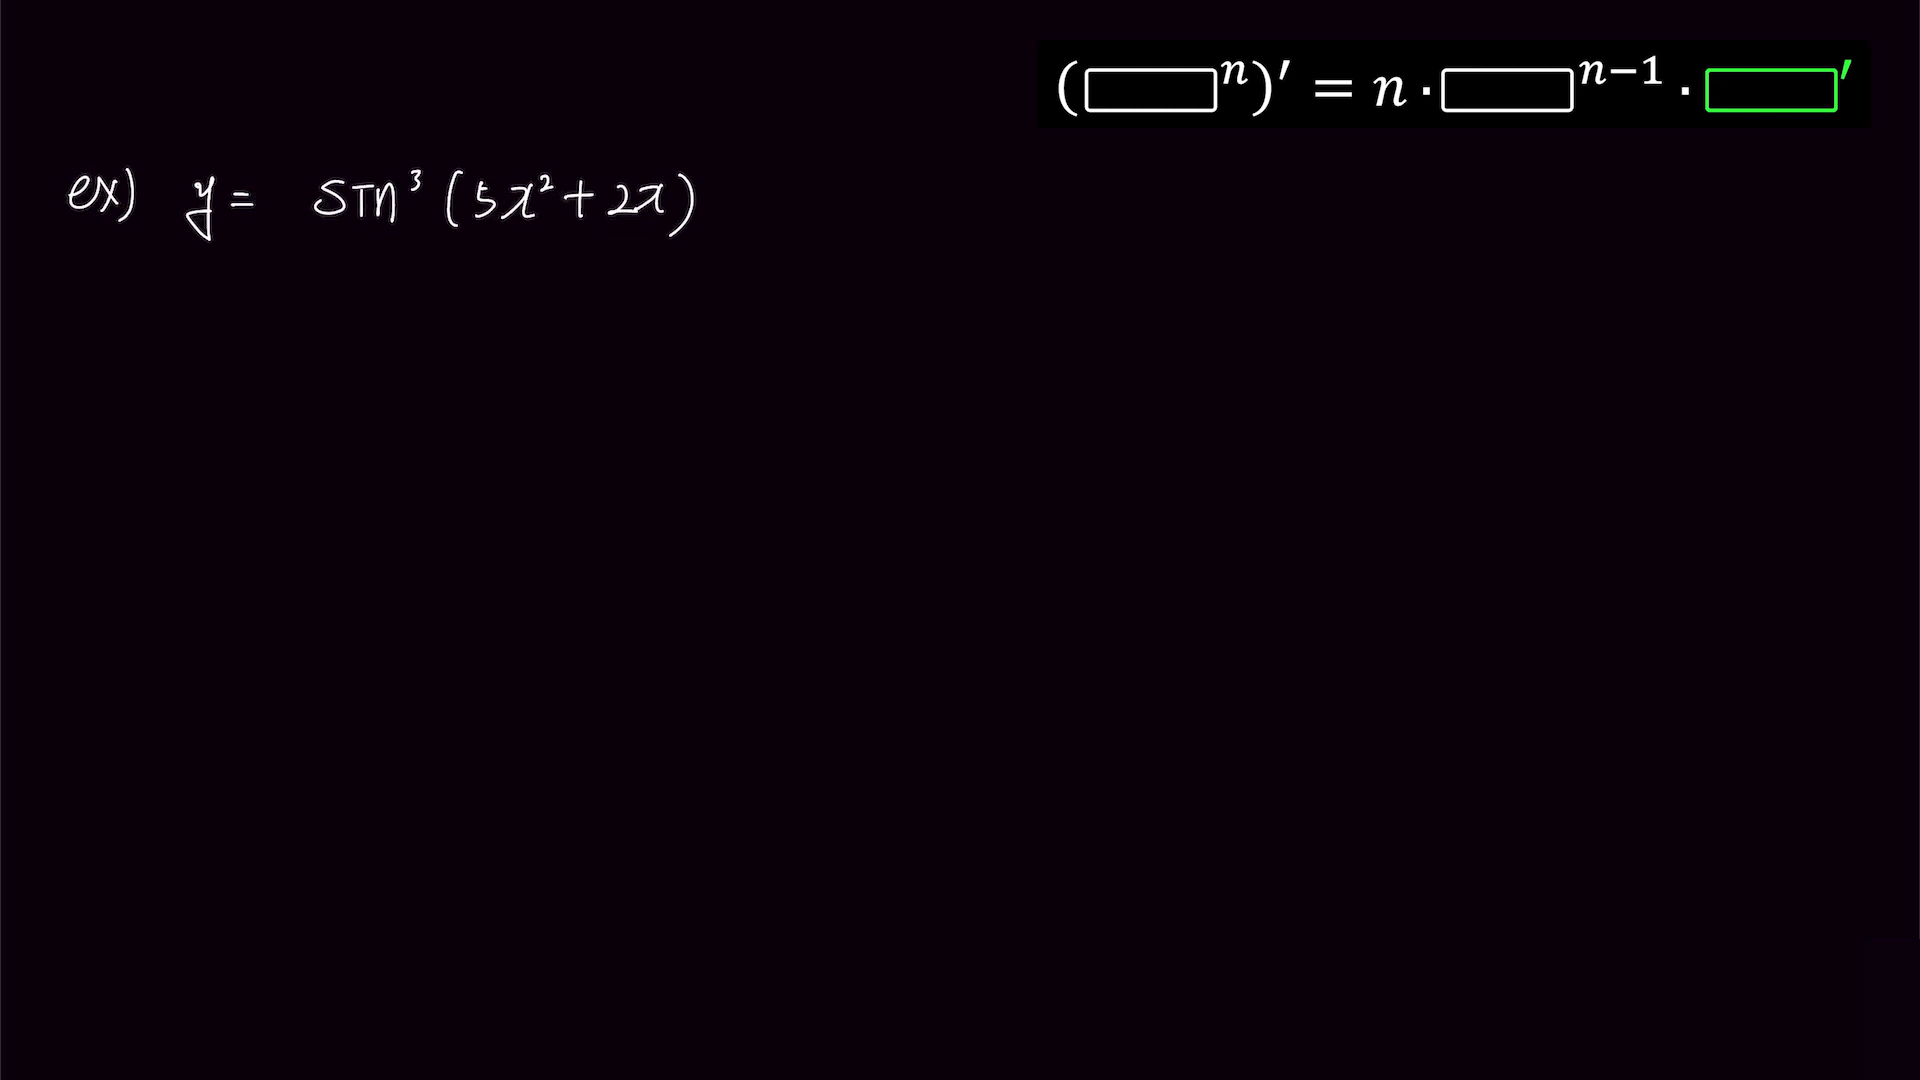 (▭ⁿ)′ = n · ▭ⁿ⁻¹ · ▭′
ex) y = sin³ (5x² + 2x)